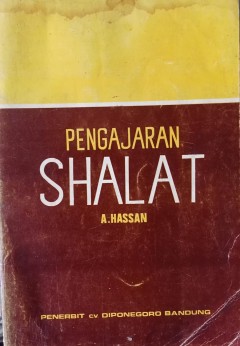 PENGAJARAN
SHALAT
A.HASSAN
PENERBIT CV DIPONEGORO BANDUNG